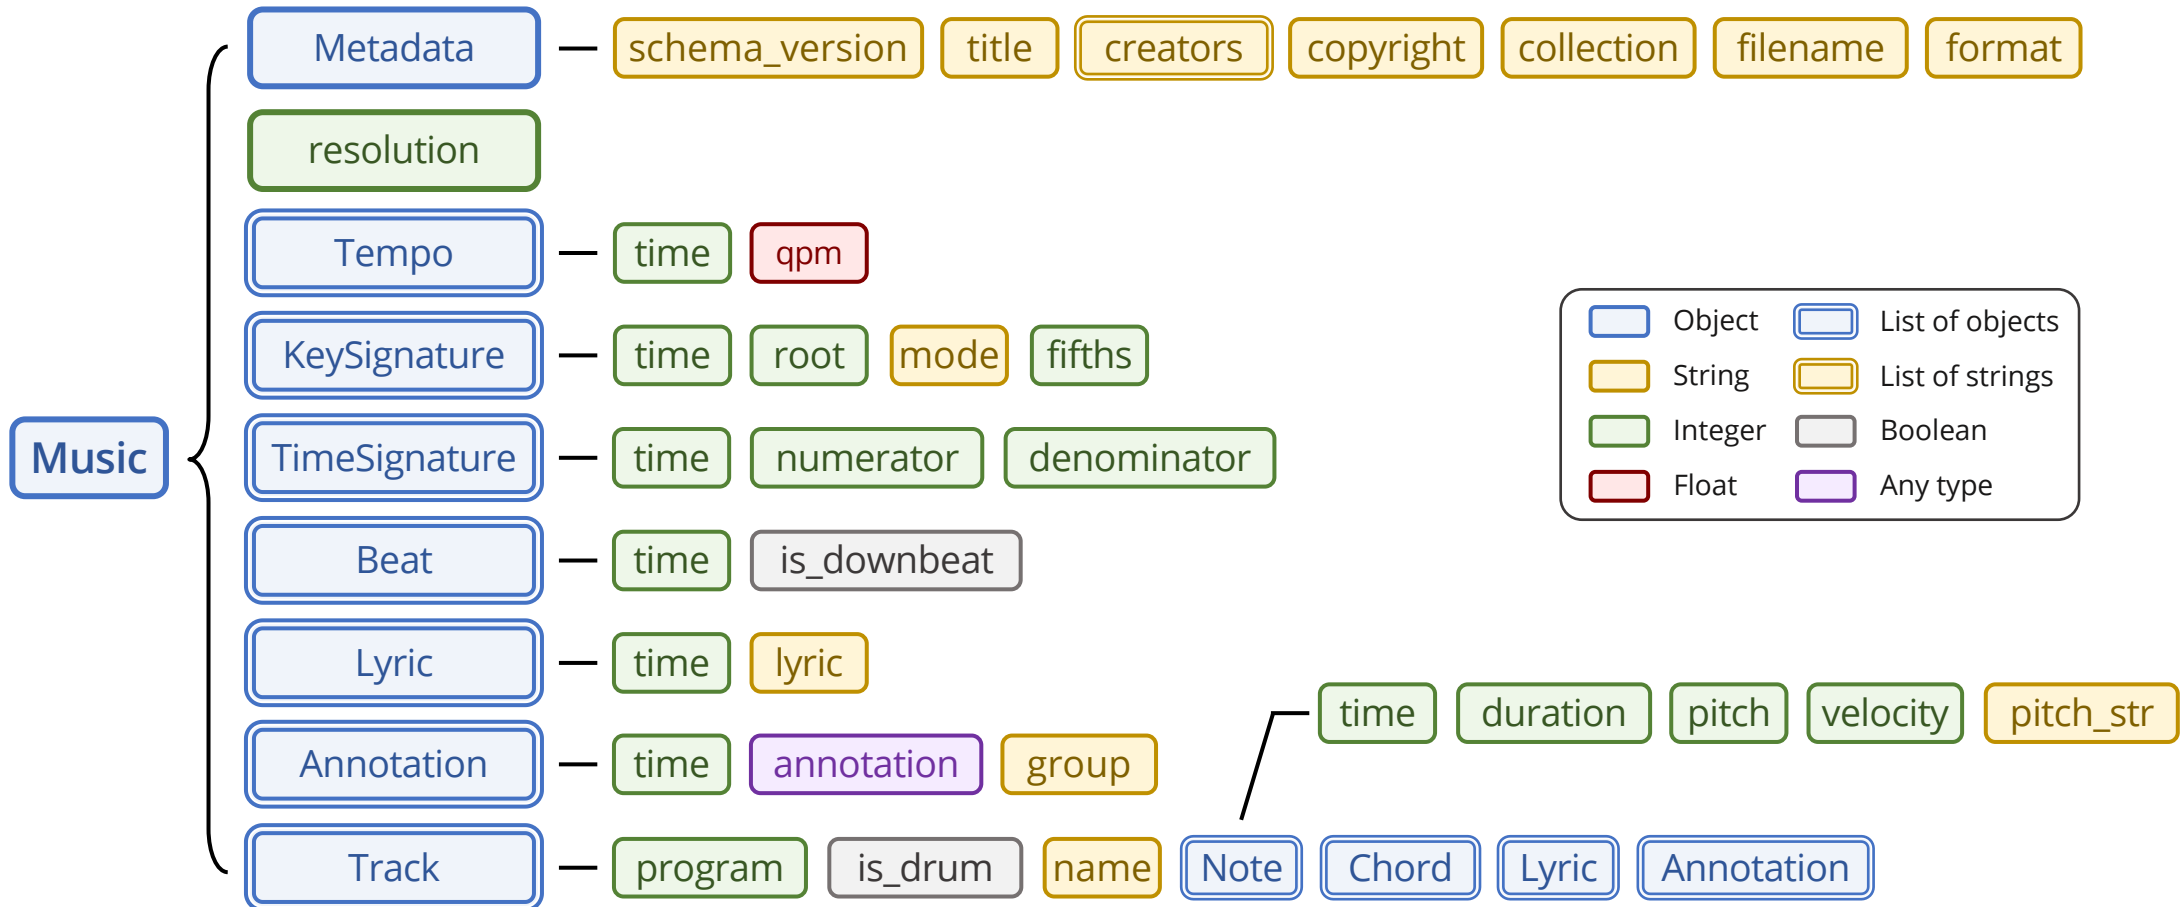 Metadata schema_version title creators copyright collection filename format
resolution
Tempo time qpm
KeySignature time root mode fifths
Music TimeSignature time numerator denominator
Beat time is_downbeat
Lyric time lyric
Annotation time annotation group
time duration pitch velocity pitch_str
Track program is_drum name Note Chord Lyric Annotation
Object List of objects
String List of strings
Integer Boolean
Float Any type